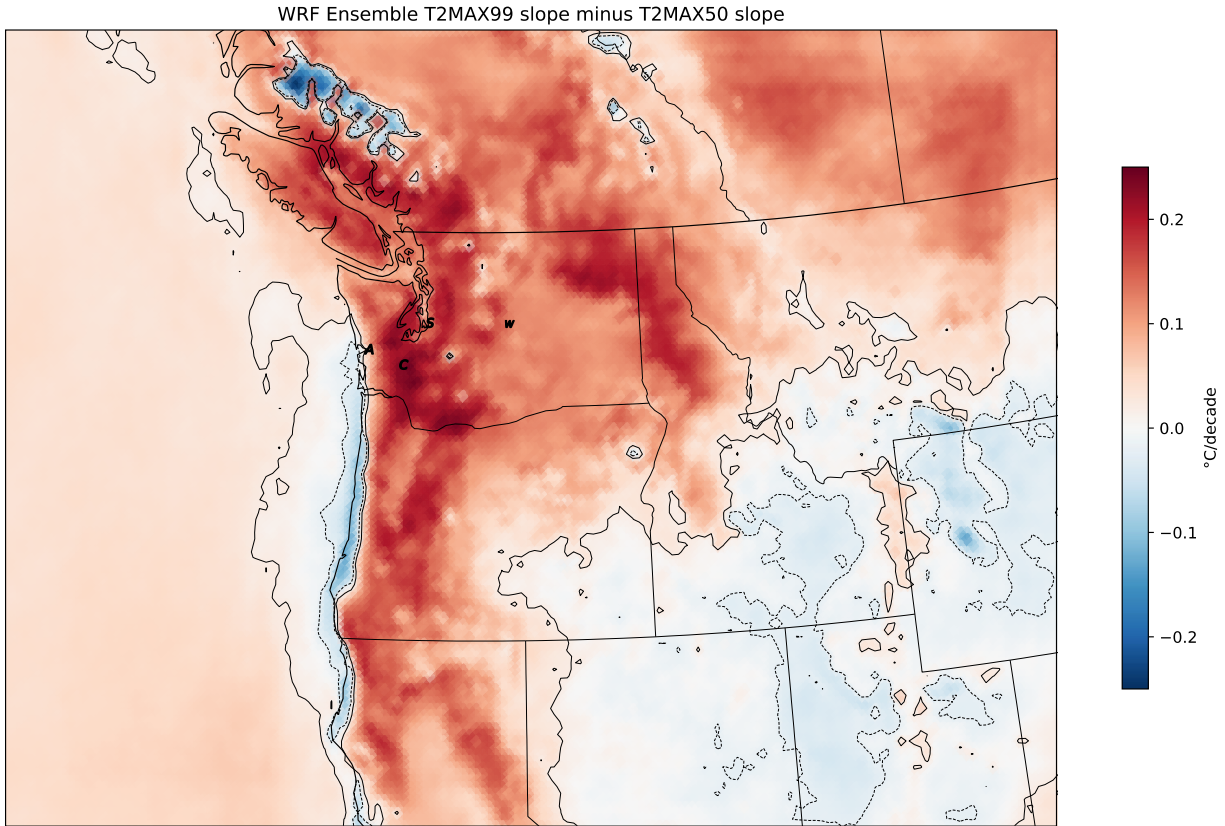 WRF Ensemble T2MAX99 slope minus T2MAX50 slope
S
W
A
C
0.2
0.1
0.0
−0.1
−0.2
°C/decade